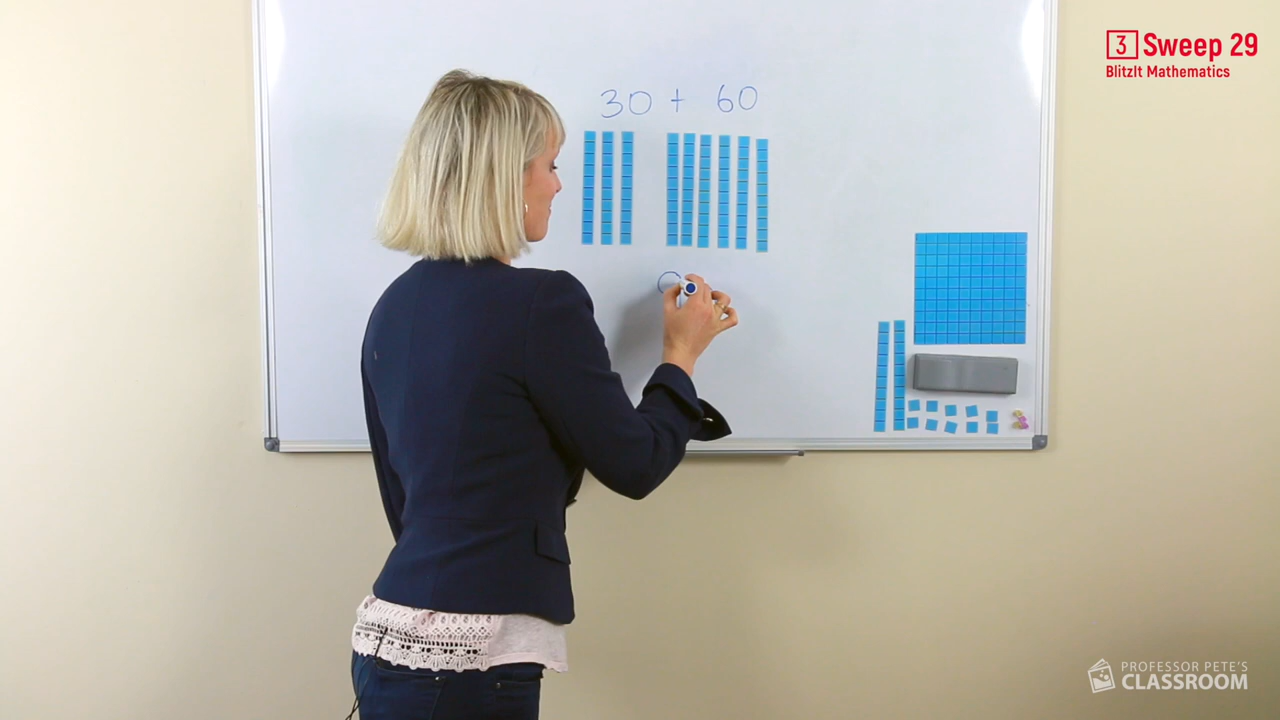 3 Sweep 29
BlitzIt Mathematics
30 + 60
PROFESSOR PETE'S
CLASSROOM